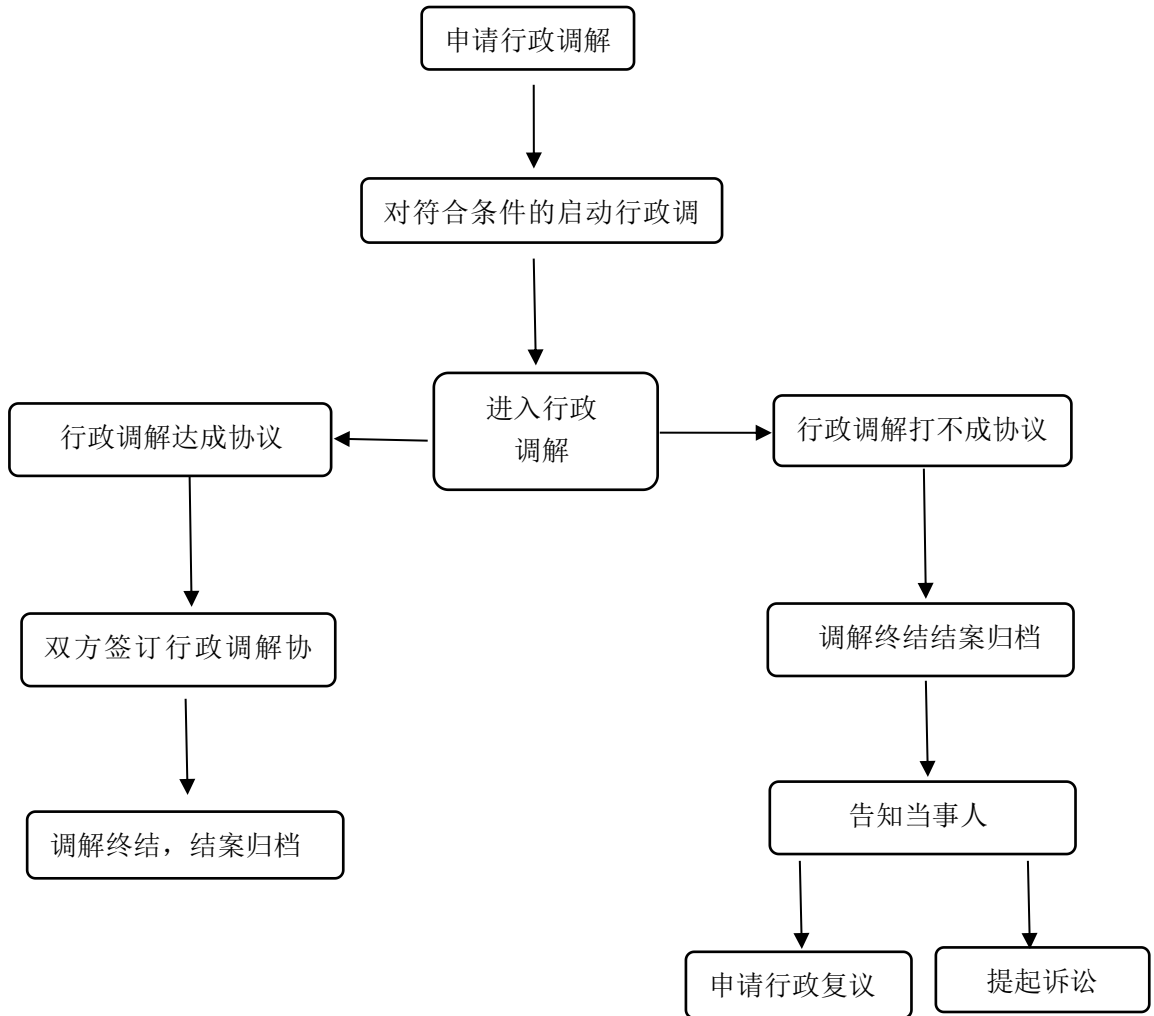 申请行政调解
对符合条件的启动行政调
进入行政
调解
行政调解达成协议
行政调解打不成协议
双方签订行政调解协
调解终结结案归档
调解终结，结案归档
告知当事人
申请行政复议
提起诉讼